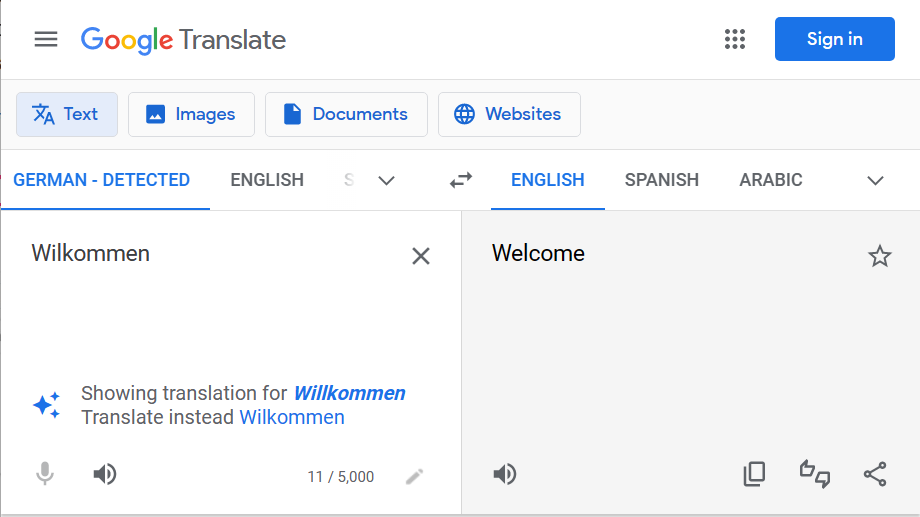 Google Translate
Sign in
Text
Images
Documents
Websites
GERMAN - DETECTED
ENGLISH
ENGLISH
SPANISH
ARABIC
Wilkommen
Welcome
Showing translation for Willkommen
Translate instead Wilkommen
11 / 5,000